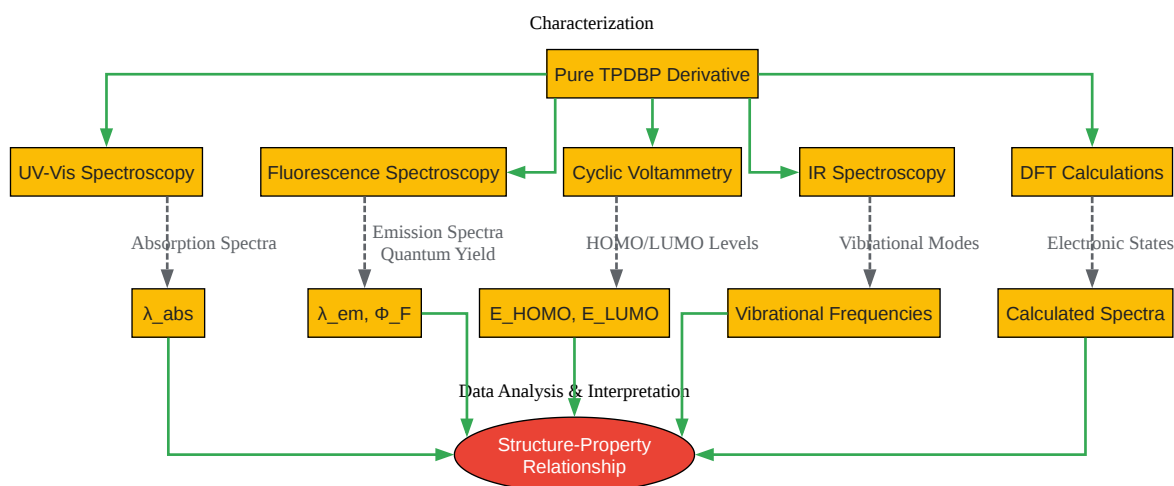 Characterization
Pure TPDBP Derivative
UV-Vis Spectroscopy
Fluorescence Spectroscopy
Cyclic Voltammetry
IR Spectroscopy
DFT Calculations
Absorption Spectra
Emission Spectra
Quantum Yield
HOMO/LUMO Levels
Vibrational Modes
Electronic States
λ_abs
λ_em, Φ_F
E_HOMO, E_LUMO
Vibrational Frequencies
Calculated Spectra
Data Analysis & Interpretation
Structure-Property
Relationship